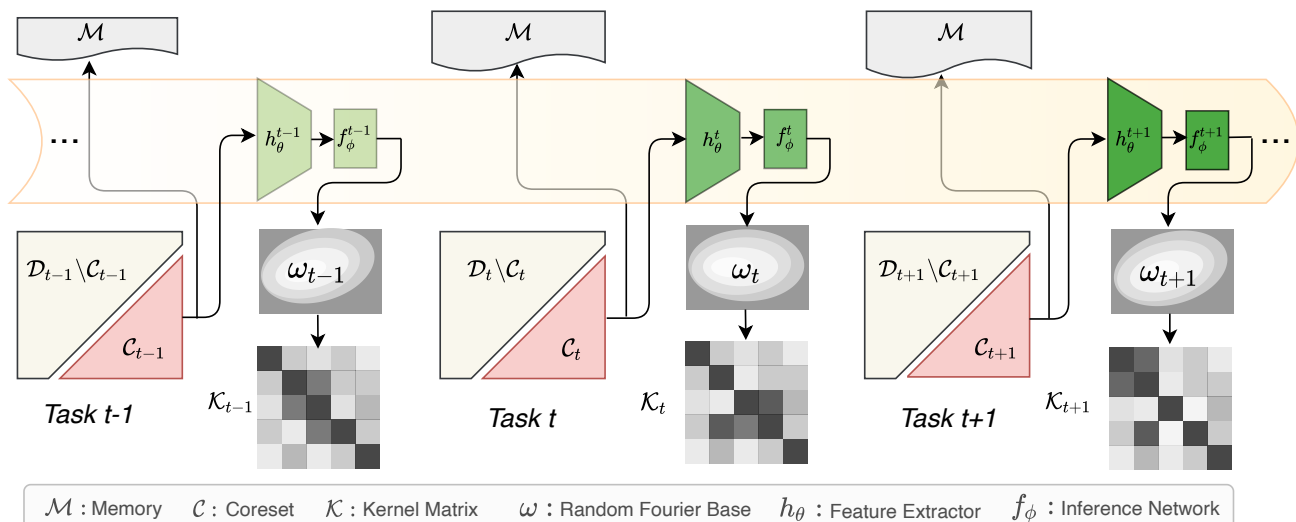 ℳ ℳ ℳ
... h_θ^{t-1} f_ϕ^{t-1} h_θ^t f_ϕ^t h_θ^{t+1} f_ϕ^{t+1} ...
𝒟_{t-1}\𝒞_{t-1} ω_{t-1} 𝒟_t\𝒞_t ω_t 𝒟_{t+1}\𝒞_{t+1} ω_{t+1}
𝒞_{t-1} 𝒞_t 𝒞_{t+1}
Task t-1 𝒦_{t-1} Task t 𝒦_t Task t+1 𝒦_{t+1}
ℳ : Memory 𝒞 : Coreset 𝒦 : Kernel Matrix ω : Random Fourier Base h_θ : Feature Extractor f_ϕ : Inference Network